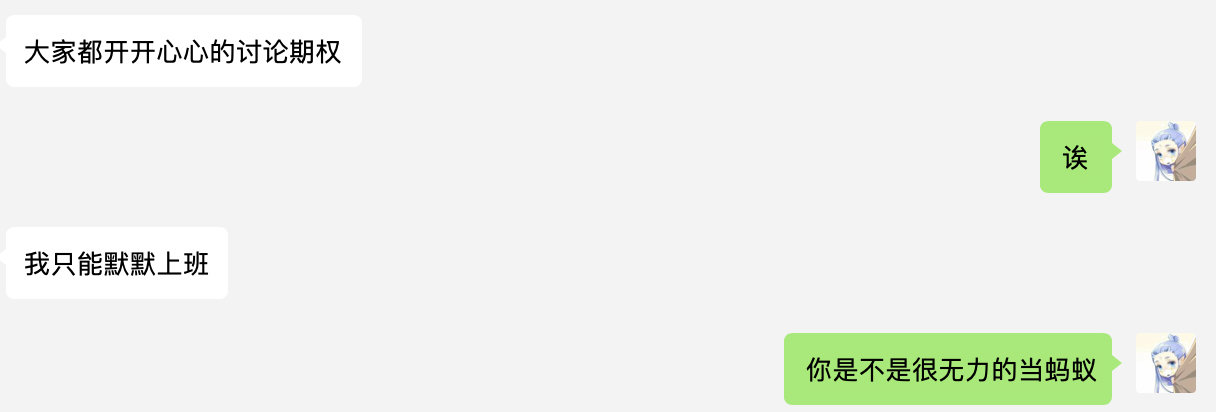 大家都开开心心的讨论期权
诶
我只能默默上班
你是不是很无力的当蚂蚁